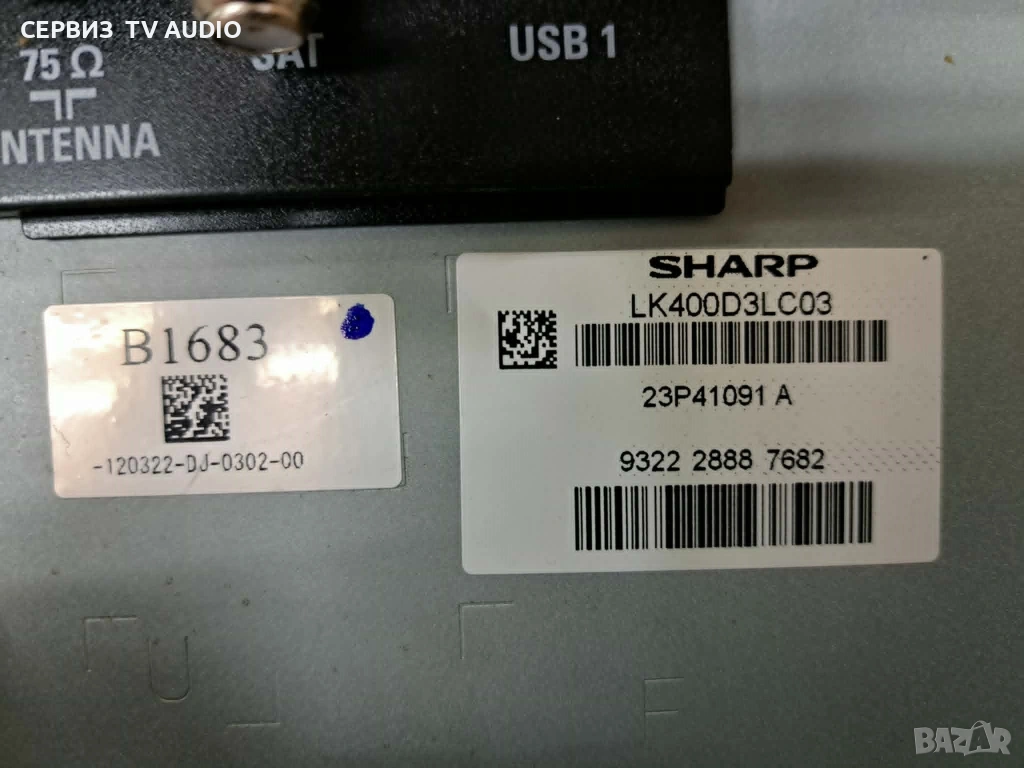 СЕРВИЗ TV AUDIO
75 Ω
SAT
USB 1
NTENNA
SHARP
LK400D3LC03
23P41091 A
9322 2888 7682
B1683
-120322-DJ-0302-00
U
F
BAZAR